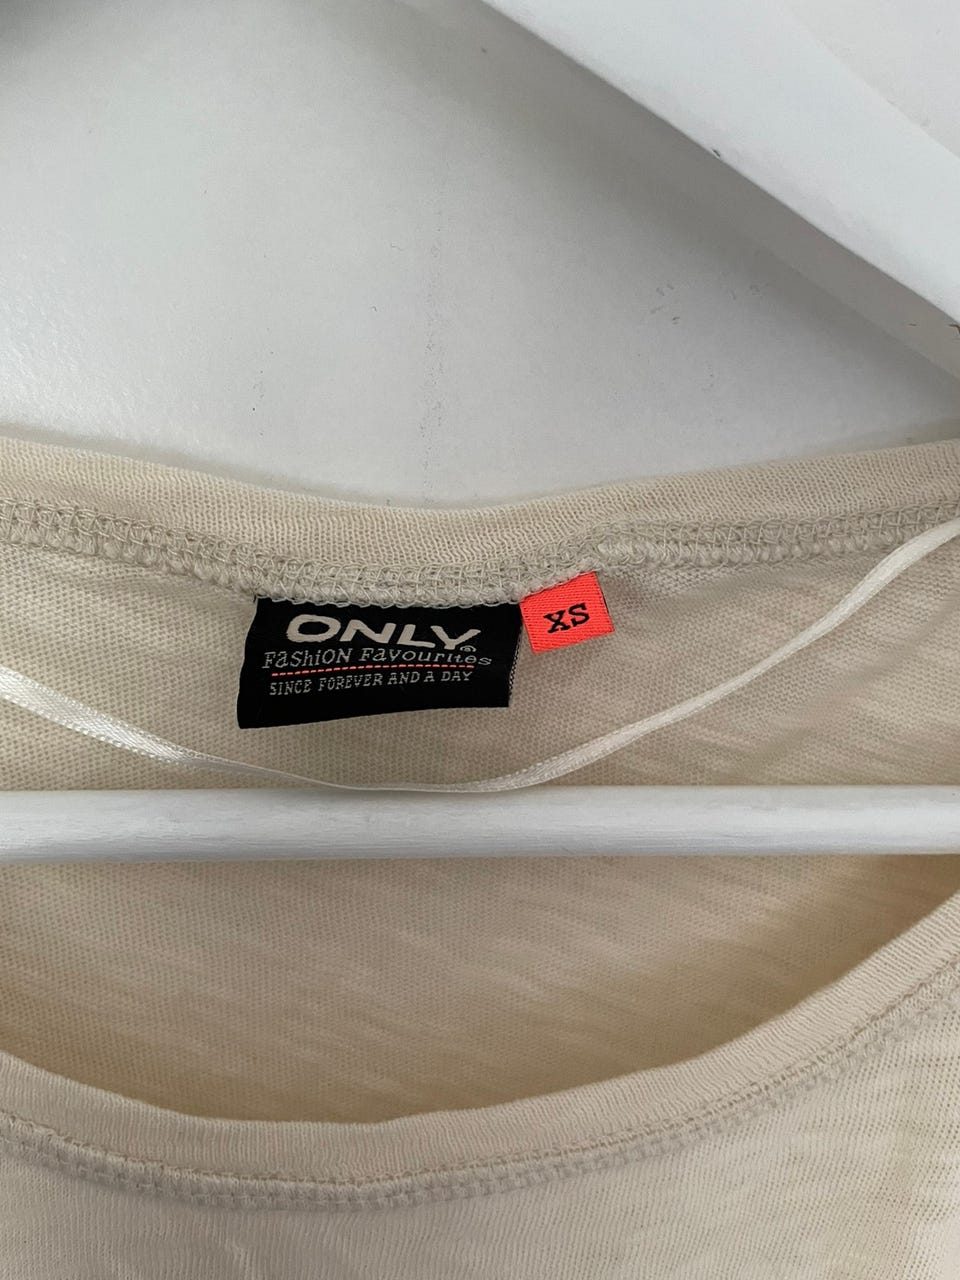 ONLY®
FaShiON Favourites
SINCE FOREVER AND A DAY
XS